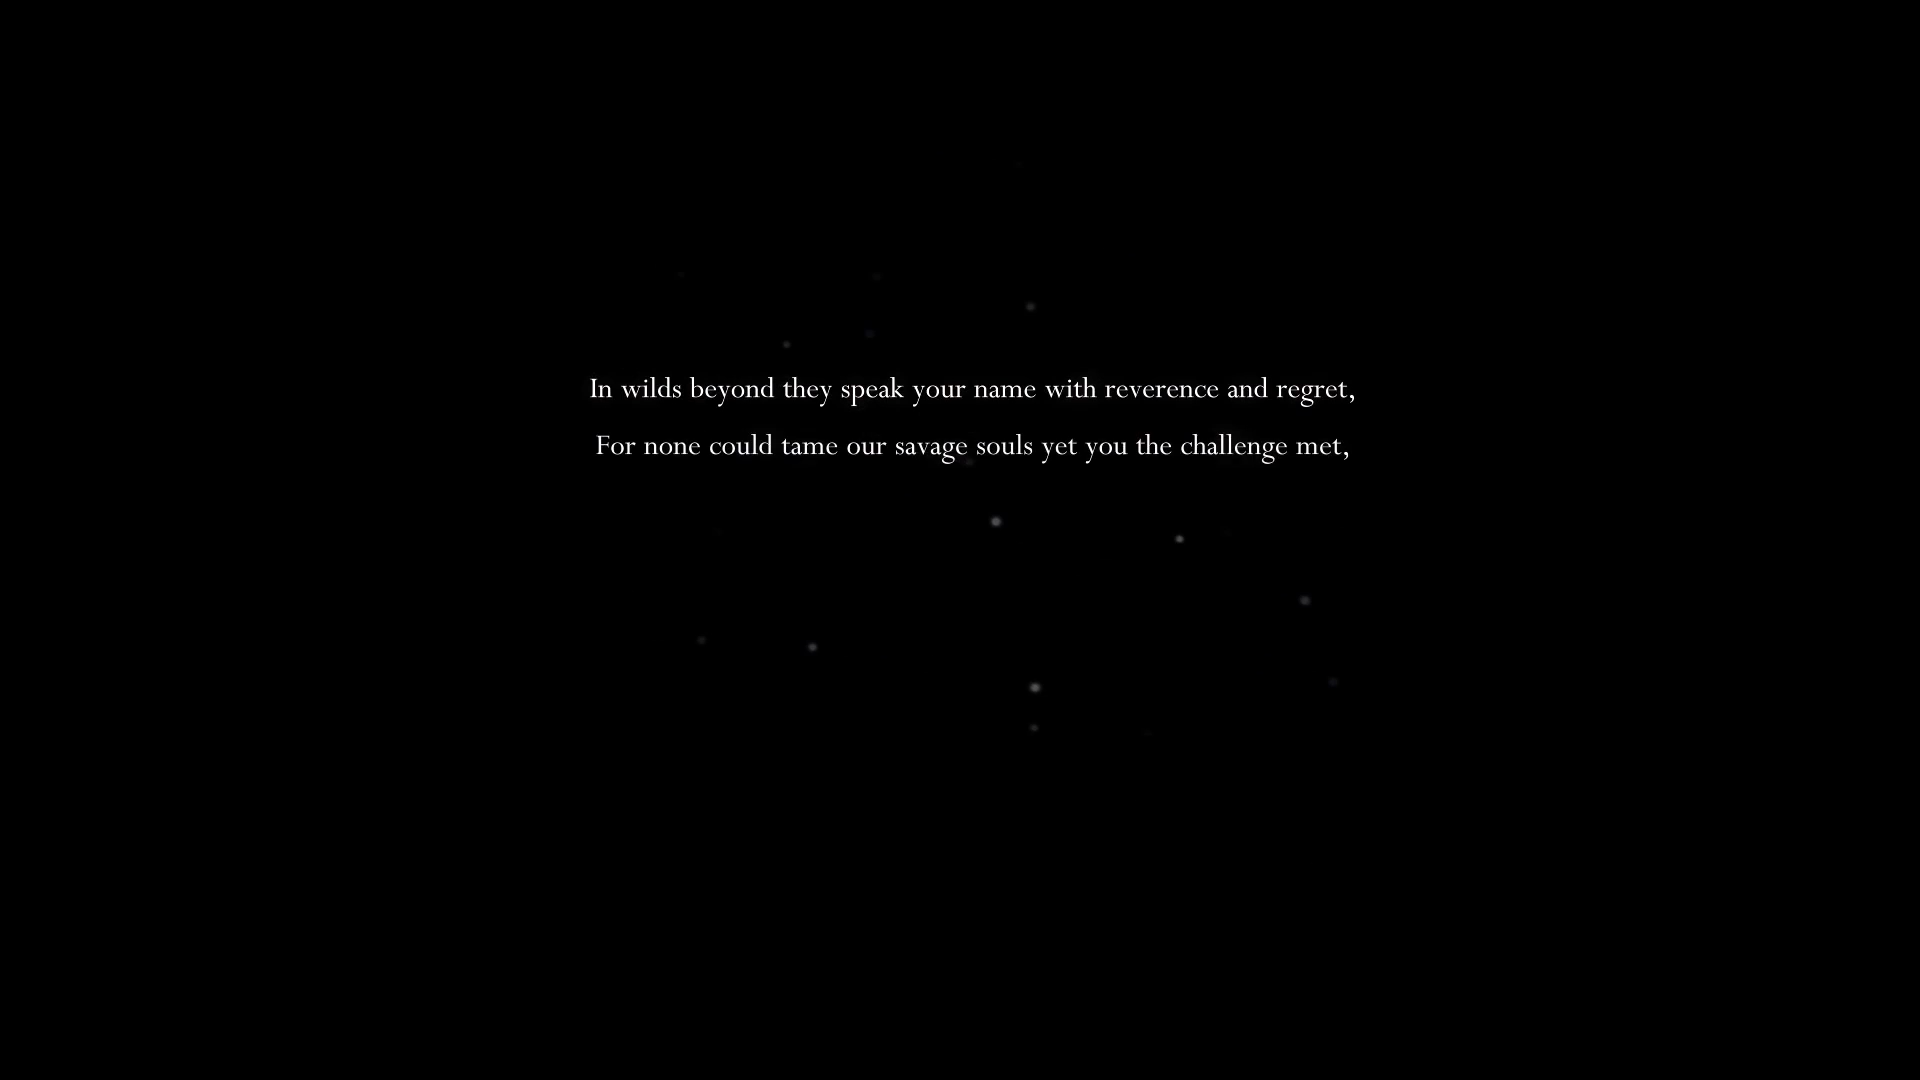 In wilds beyond they speak your name with reverence and regret,
For none could tame our savage souls yet you the challenge met,